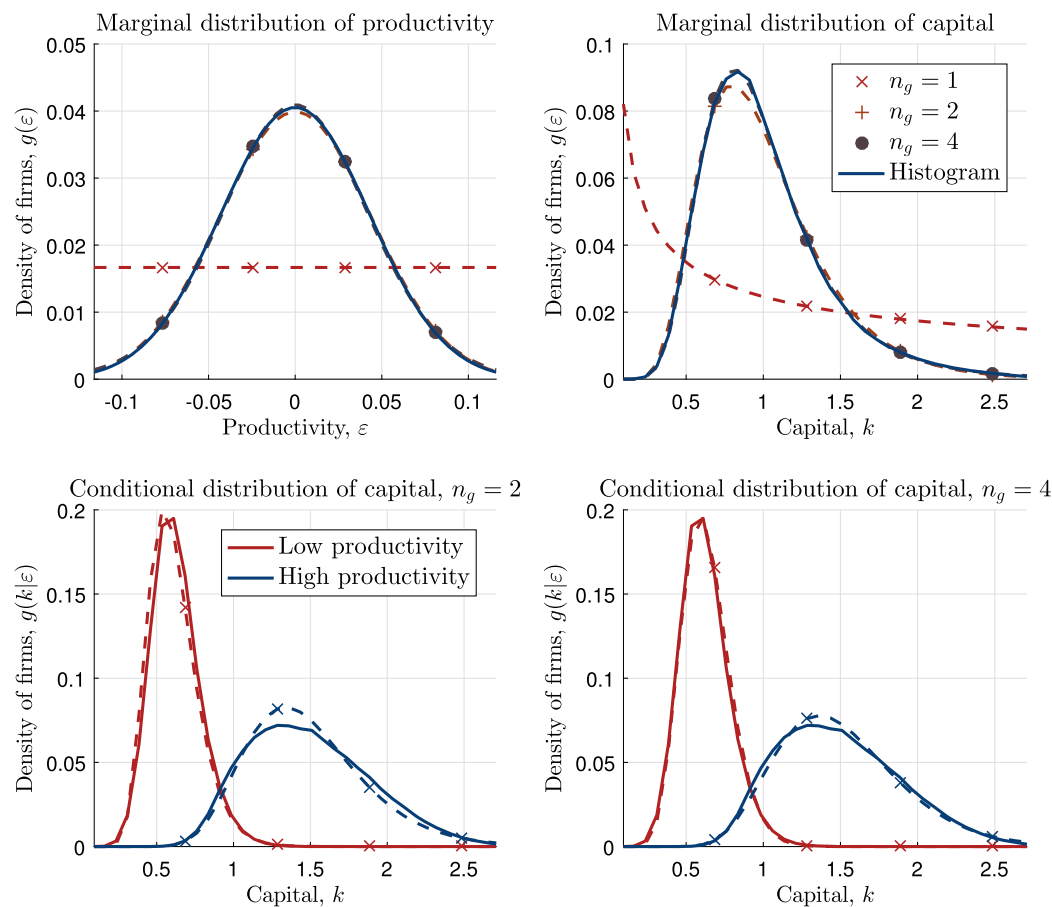 Marginal distribution of productivity
Density of firms, g(ε)
0.05
0.04
0.03
0.02
0.01
0
-0.1 -0.05 0 0.05 0.1
Productivity, ε
Marginal distribution of capital
Density of firms, g(ε)
0.1
0.08
0.06
0.04
0.02
0
n_g = 1
n_g = 2
n_g = 4
Histogram
0.5 1 1.5 2 2.5
Capital, k
Conditional distribution of capital, n_g = 2
Density of firms, g(k|ε)
0.2
0.15
0.1
0.05
0
Low productivity
High productivity
0.5 1 1.5 2 2.5
Capital, k
Conditional distribution of capital, n_g = 4
Density of firms, g(k|ε)
0.2
0.15
0.1
0.05
0
0.5 1 1.5 2 2.5
Capital, k